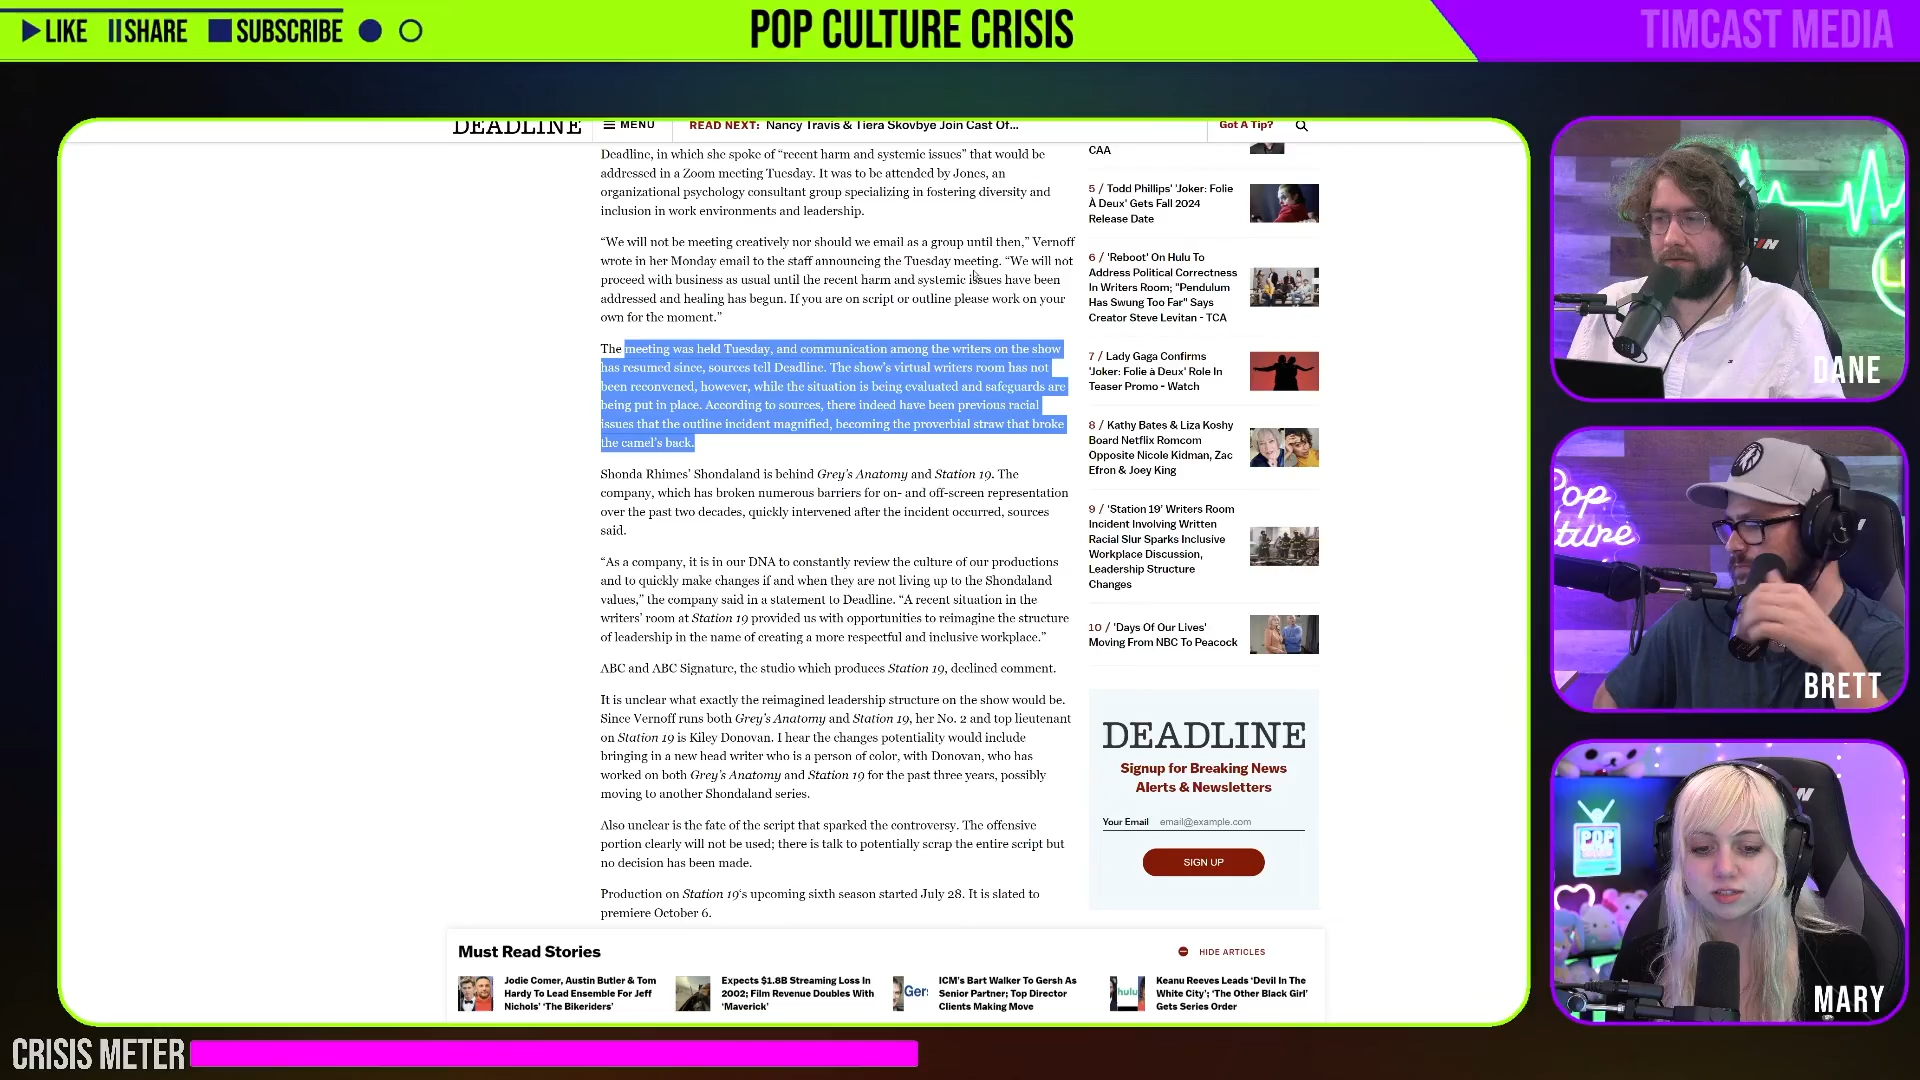 LIKE SHARE SUBSCRIBE
POP CULTURE CRISIS
TIMCAST MEDIA
DEADLINE
MENU
READ NEXT: Nancy Travis & Tiera Skovbye Join Cast Of...
Got A Tip?
Deadline, in which she spoke of “recent harm and systemic issues” that would be
addressed in a Zoom meeting Tuesday. It was to be attended by Jones, an
organizational psychology consultant group specializing in fostering diversity and
inclusion in work environments and leadership.
“We will not be meeting creatively nor should we email as a group until then,” Vernoff
wrote in her Monday email to the staff announcing the Tuesday meeting. “We will not
proceed with business as usual until the recent harm and systemic issues have been
addressed and healing has begun. If you are on script or outline please work on your
own for the moment.”
The meeting was held Tuesday, and communication among the writers on the show
has resumed since, sources tell Deadline. The show’s virtual writers room has not
been reconvened, however, while the situation is being evaluated and safeguards are
being put in place. According to sources, there indeed have been previous racial
issues that the outline incident magnified, becoming the proverbial straw that broke
the camel’s back.
Shonda Rhimes’ Shondaland is behind Grey’s Anatomy and Station 19. The
company, which has broken numerous barriers for on- and off-screen representation
over the past two decades, quickly intervened after the incident occurred, sources
said.
“As a company, it is in our DNA to constantly review the culture of our productions
and to quickly make changes if and when they are not living up to the Shondaland
values,” the company said in a statement to Deadline. “A recent situation in the
writers’ room at Station 19 provided us with opportunities to reimagine the structure
of leadership in the name of creating a more respectful and inclusive workplace.”
ABC and ABC Signature, the studio which produces Station 19, declined comment.
It is unclear what exactly the reimagined leadership structure on the show would be.
Since Vernoff runs both Grey’s Anatomy and Station 19, her No. 2 and top lieutenant
on Station 19 is Kiley Donovan. I hear the changes potentiality would include
bringing in a new head writer who is a person of color, with Donovan, who has
worked on both Grey’s Anatomy and Station 19 for the past three years, possibly
moving to another Shondaland series.
Also unclear is the fate of the script that sparked the controversy. The offensive
portion clearly will not be used; there is talk to potentially scrap the entire script but
no decision has been made.
Production on Station 19‘s upcoming sixth season started July 28. It is slated to
premiere October 6.
CAA
5 / Todd Phillips' 'Joker: Folie
À Deux' Gets Fall 2024
Release Date
6 / 'Reboot' On Hulu To
Address Political Correctness
In Writers Room; "Pendulum
Has Swung Too Far" Says
Creator Steve Levitan - TCA
7 / Lady Gaga Confirms
'Joker: Folie à Deux' Role In
Teaser Promo - Watch
8 / Kathy Bates & Liza Koshy
Board Netflix Romcom
Opposite Nicole Kidman, Zac
Efron & Joey King
9 / 'Station 19' Writers Room
Incident Involving Written
Racial Slur Sparks Inclusive
Workplace Discussion,
Leadership Structure
Changes
10 / 'Days Of Our Lives'
Moving From NBC To Peacock
DEADLINE
Signup for Breaking News
Alerts & Newsletters
Your Email email@example.com
SIGN UP
Must Read Stories
HIDE ARTICLES
Jodie Comer, Austin Butler & Tom
Hardy To Lead Ensemble For Jeff
Nichols' 'The Bikeriders'
Expects $1.8B Streaming Loss In
2002; Film Revenue Doubles With
'Maverick'
Ger
ICM's Bart Walker To Gersh As
Senior Partner; Top Director
Clients Making Move
hulu
Keanu Reeves Leads ‘Devil In The
White City’; ‘The Other Black Girl’
Gets Series Order
DANE
Pop
BRETT
POP
MARY
CRISIS METER